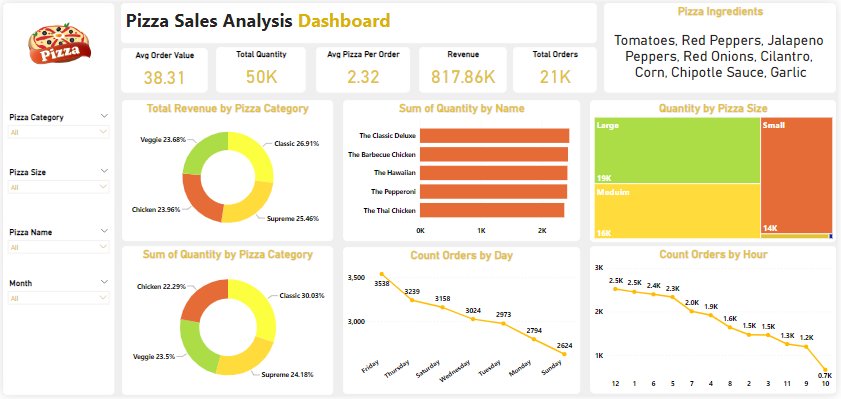 Pizza
Pizza Sales Analysis Dashboard
Avg Order Value
38.31
Total Quantity
50K
Avg Pizza Per Order
2.32
Revenue
817.86K
Total Orders
21K
Pizza Ingredients
Tomatoes, Red Peppers, Jalapeno
Peppers, Red Onions, Cilantro,
Corn, Chipotle Sauce, Garlic
Pizza Category
All
Pizza Size
All
Pizza Name
All
Month
All
Total Revenue by Pizza Category
Veggie 23.68%
Classic 26.91%
Chicken 23.96%
Supreme 25.46%
Sum of Quantity by Name
The Classic Deluxe
The Barbecue Chicken
The Hawaiian
The Pepperoni
The Thai Chicken
0K
1K
2K
Quantity by Pizza Size
Large
19K
Meduim
16K
Small
14K
Sum of Quantity by Pizza Category
Chicken 22.29%
Classic 30.03%
Veggie 23.5%
Supreme 24.18%
Count Orders by Day
3,500
3,000
3538
3239
3158
3024
2973
2794
2624
Friday
Thursday
Saturday
Wednesday
Tuesday
Monday
Sunday
Count Orders by Hour
3K
2K
1K
2.5K
2.5K
2.4K
2.3K
2.0K
1.9K
1.6K
1.5K
1.5K
1.3K
1.2K
0.7K
12
1
6
5
7
4
8
2
3
11
9
10